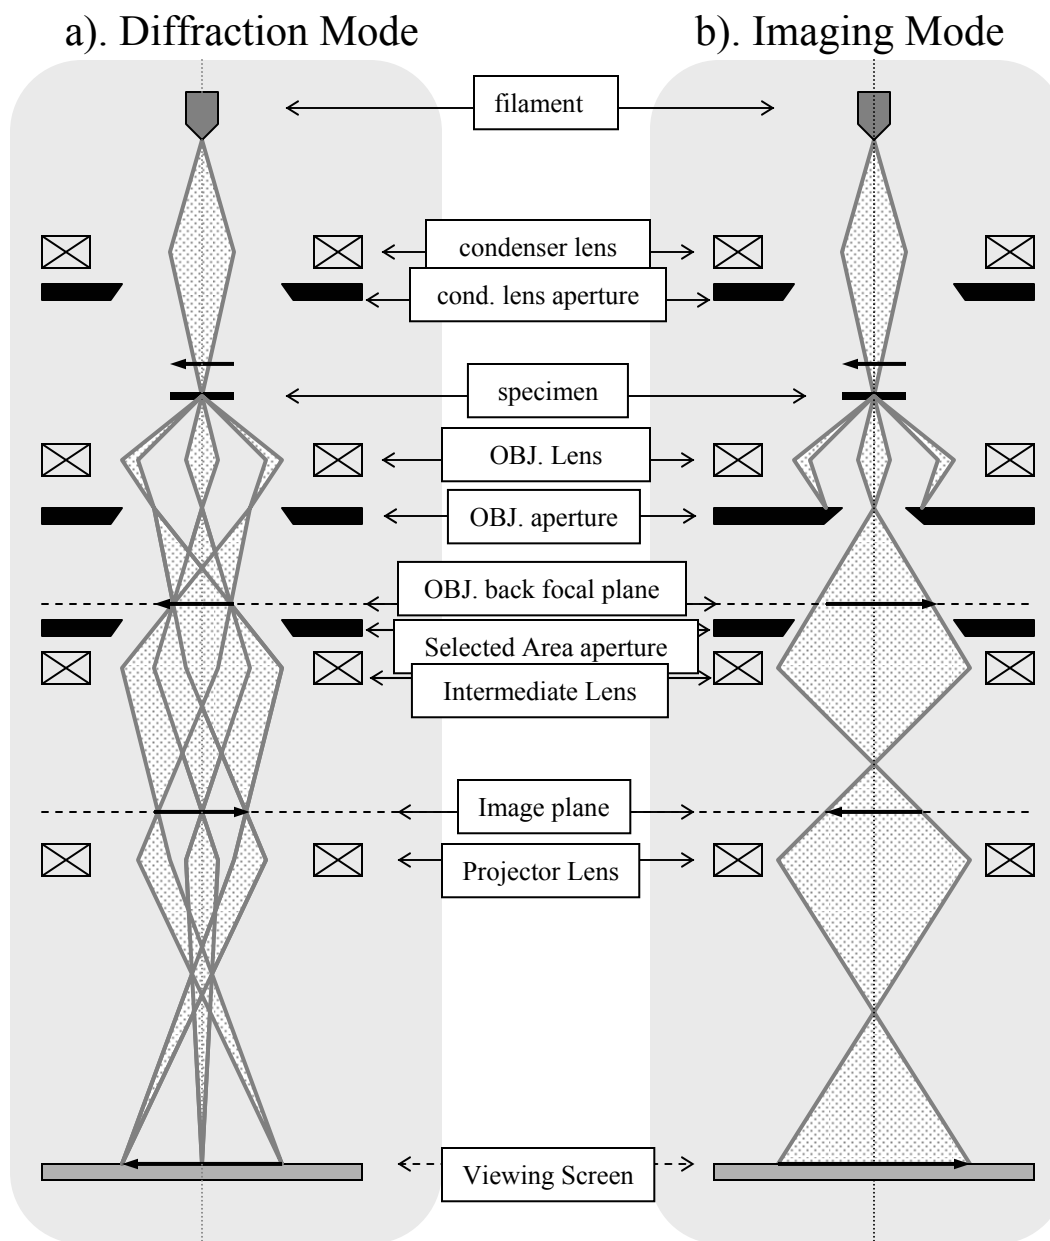 a). Diffraction Mode
b). Imaging Mode
filament
condenser lens
cond. lens aperture
specimen
OBJ. Lens
OBJ. aperture
OBJ. back focal plane
Selected Area aperture
Intermediate Lens
Image plane
Projector Lens
Viewing Screen